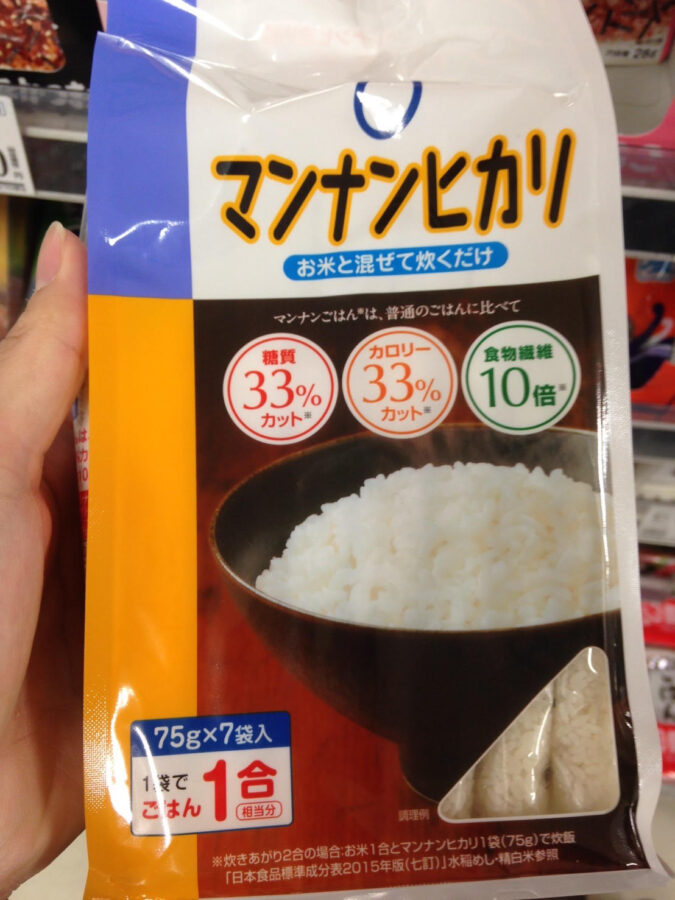 マンナンヒカリ
お米と混ぜて炊くだけ
マンナンごはん※は、普通のごはんに比べて
糖質
33%
カット※
カロリー
33%
カット※
食物繊維
10倍※
75g×7袋入
1袋で
ごはん
1合
相当分
調理例
※炊きあがり2合の場合:お米1合とマンナンヒカリ1袋(75g)で炊飯
「日本食品標準成分表2015年版(七訂)」水稲めし・精白米参照